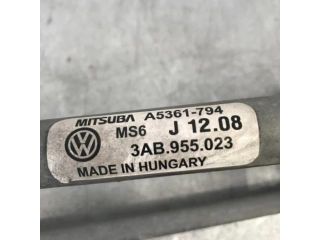 MITSUBA A5361-794
MS6 J 12.08
3AB.955.023
MADE IN HUNGARY